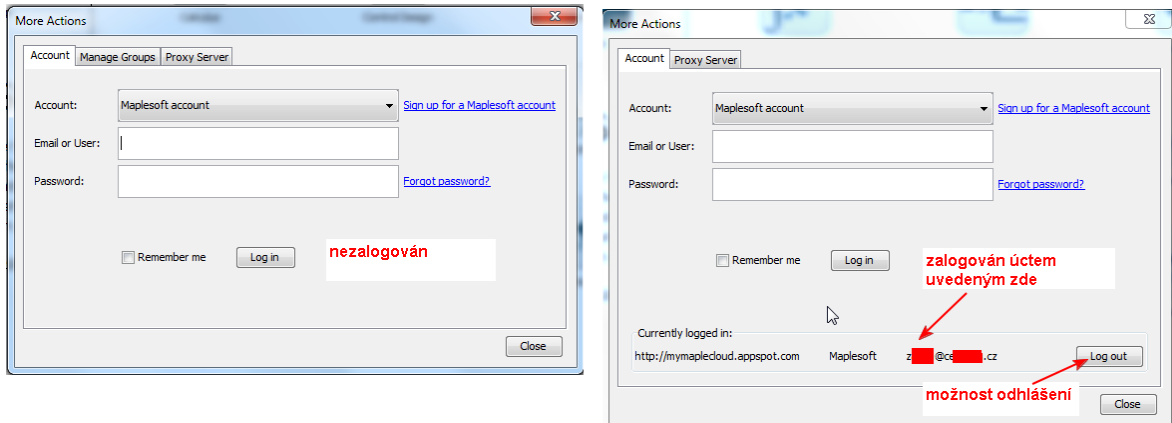 More Actions
Account Manage Groups Proxy Server
Account: Maplesoft account Sign up for a Maplesoft account
Email or User:
Password: Forgot password?
Remember me Log in nezalogován
Close
More Actions
Account Proxy Server
Account: Maplesoft account Sign up for a Maplesoft account
Email or User:
Password: Forgot password?
Remember me Log in
zalogován účtem
uvedeným zde
Currently logged in:
http://mymaplecloud.appspot.com Maplesoft z @ce .cz Log out
možnost odhlášení
Close